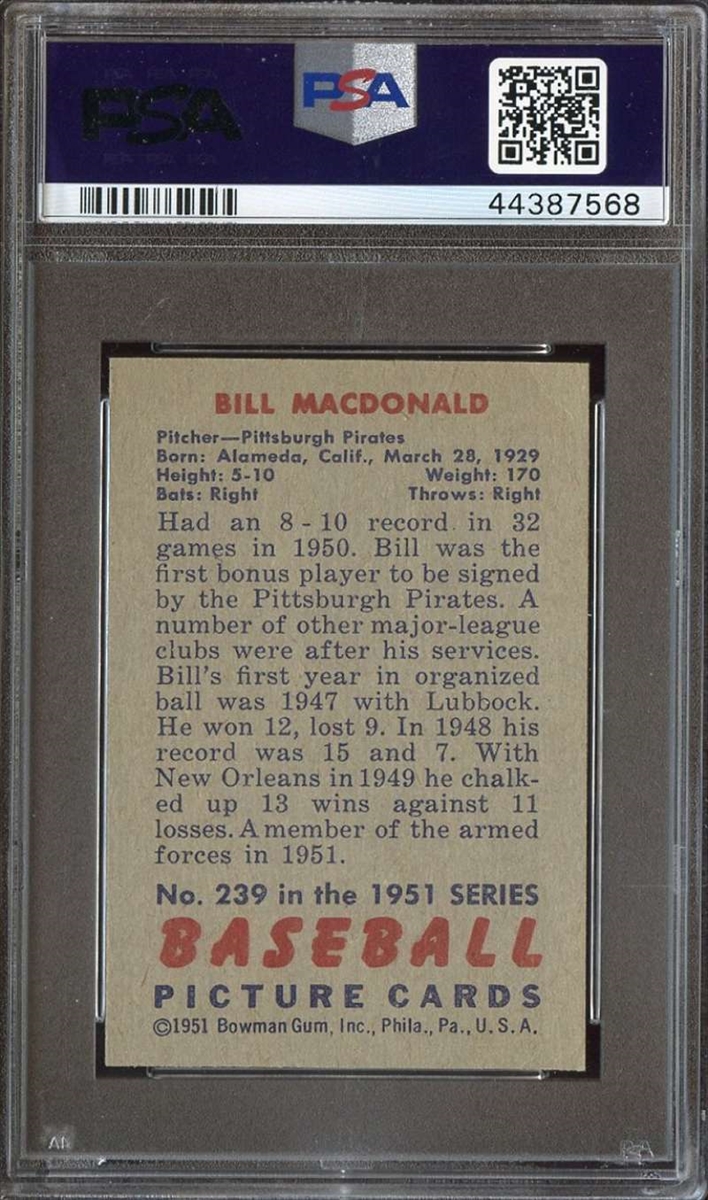 PSA
PSA
44387568
BILL MACDONALD
Pitcher—Pittsburgh Pirates
Born: Alameda, Calif., March 28, 1929
Height: 5-10 Weight: 170
Bats: Right Throws: Right
Had an 8 - 10 record in 32
games in 1950. Bill was the
first bonus player to be signed
by the Pittsburgh Pirates. A
number of other major-league
clubs were after his services.
Bill's first year in organized
ball was 1947 with Lubbock.
He won 12, lost 9. In 1948 his
record was 15 and 7. With
New Orleans in 1949 he chalk-
ed up 13 wins against 11
losses. A member of the armed
forces in 1951.
No. 239 in the 1951 SERIES
BASEBALL
PICTURE CARDS
©1951 Bowman Gum, Inc., Phila., Pa., U. S. A.
PSA